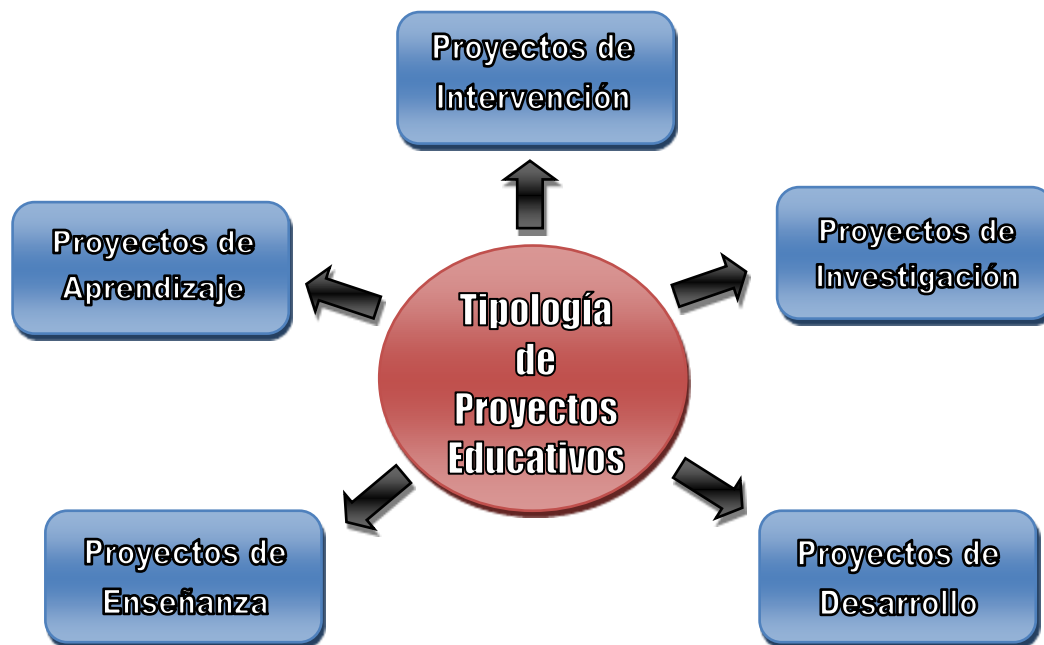 Proyectos de
Intervención
Proyectos de
Aprendizaje
Proyectos de
Investigación
Tipología
de
Proyectos
Educativos
Proyectos de
Enseñanza
Proyectos de
Desarrollo